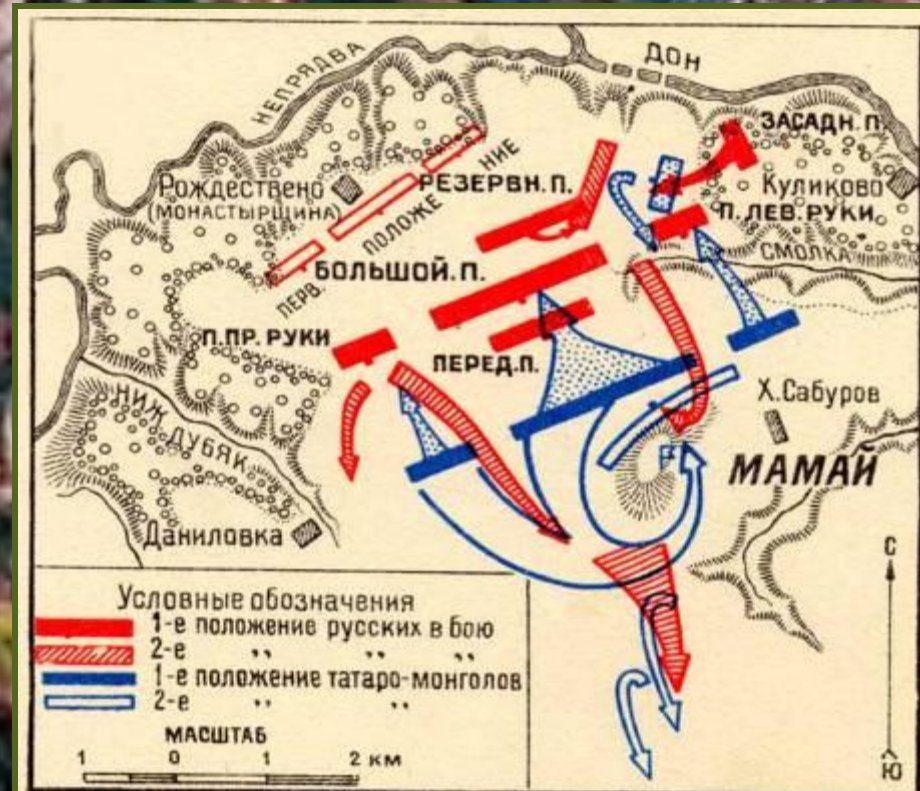 НЕПРЯДВА
ДОН
ЗАСАДН. П.
Рождествено
(МОНАСТЫРЩИНА)
РЕЗЕРВН. П.
Куликово
П. ЛЕВ. РУКИ
СМОЛКА
ПЕРВ. ПОЛОЖЕНИЕ
БОЛЬШОЙ. П.
П. ПР. РУКИ
ПЕРЕД. П.
Х. Сабуров
НИЖ. ДУБЯК
МАМАЙ
Даниловка
С
Ю
Условные обозначения
1-е положение русских в бою
2-е " " "
1-е положение татаро-монголов
2-е " "
МАСШТАБ
1 0 1 2 км